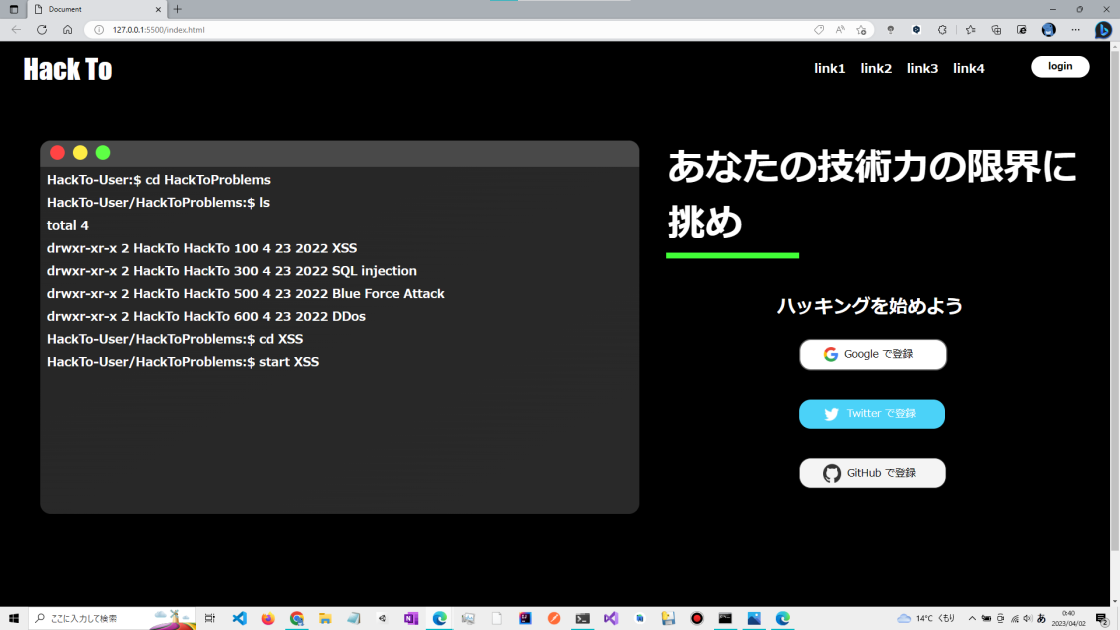 Document
127.0.0.1:5500/index.html
Hack To
link1 link2 link3 link4 login
HackTo-User:$ cd HackToProblems
HackTo-User/HackToProblems:$ ls
total 4
drwxr-xr-x 2 HackTo HackTo 100 4 23 2022 XSS
drwxr-xr-x 2 HackTo HackTo 300 4 23 2022 SQL injection
drwxr-xr-x 2 HackTo HackTo 500 4 23 2022 Blue Force Attack
drwxr-xr-x 2 HackTo HackTo 600 4 23 2022 DDos
HackTo-User/HackToProblems:$ cd XSS
HackTo-User/HackToProblems:$ start XSS
あなたの技術力の限界に
挑め
ハッキングを始めよう
Google で登録
Twitter で登録
GitHub で登録
ここに入力して検索
14°C くもり
あ
0:40
2023/04/02